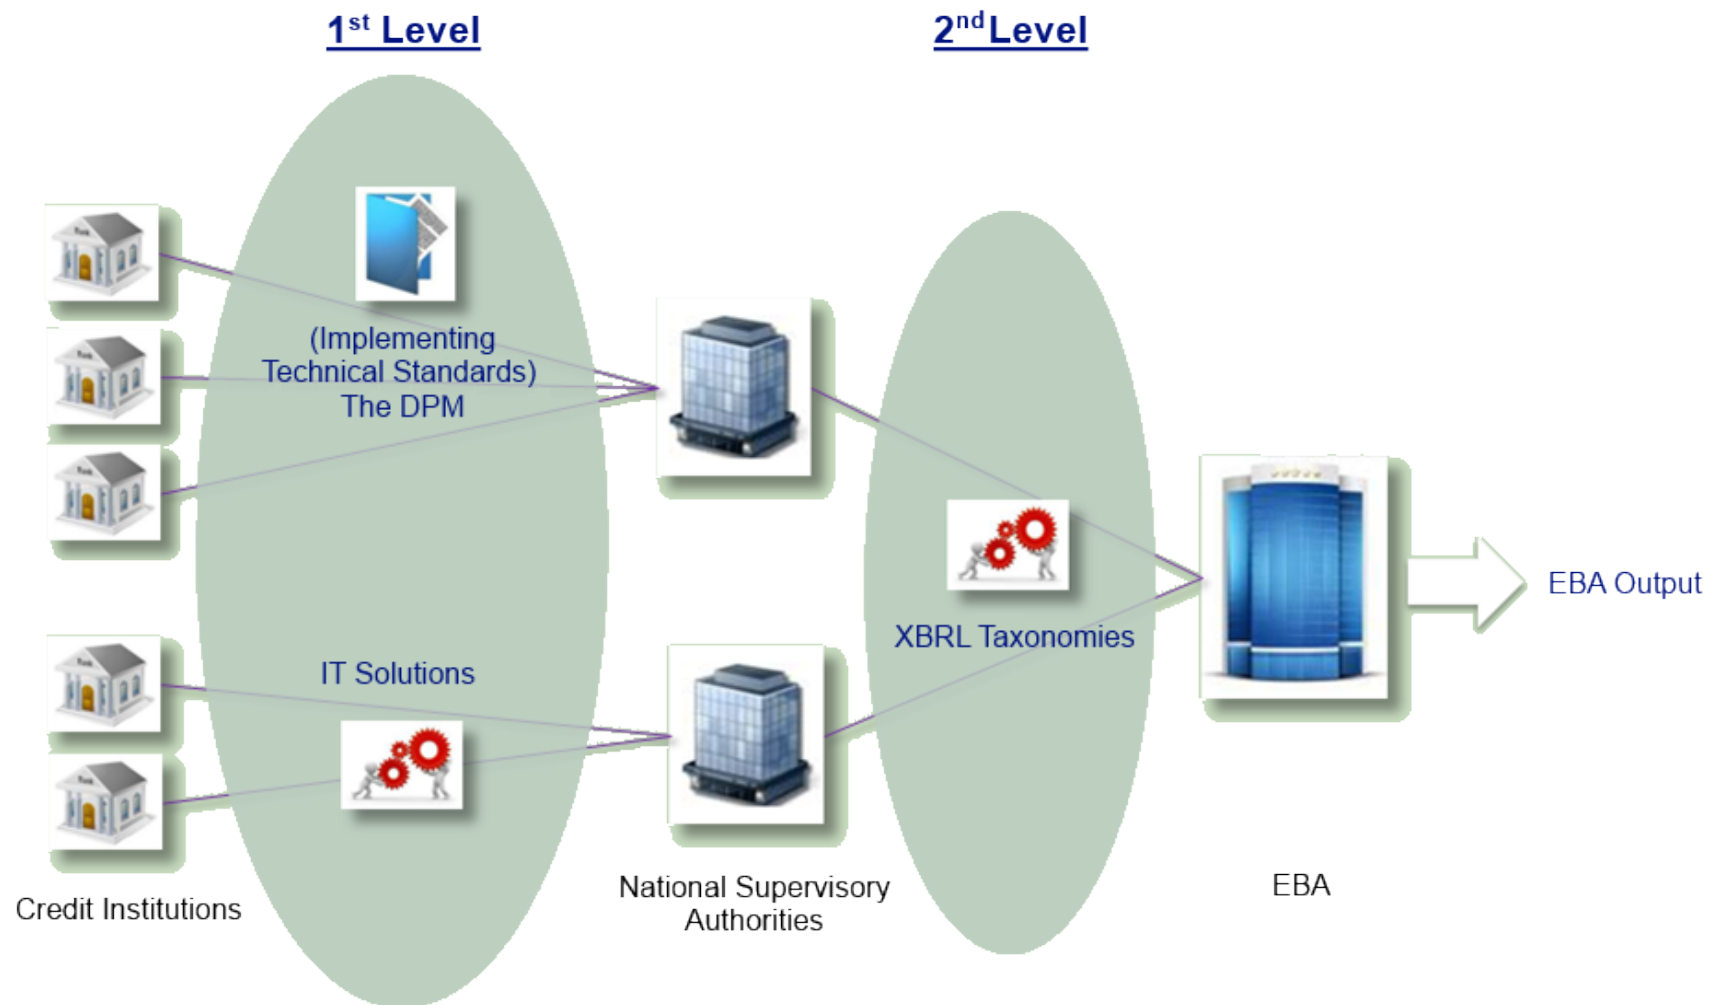 1st Level
2nd Level
(Implementing
Technical Standards)
The DPM
IT Solutions
XBRL Taxonomies
EBA Output
Credit Institutions
National Supervisory
Authorities
EBA